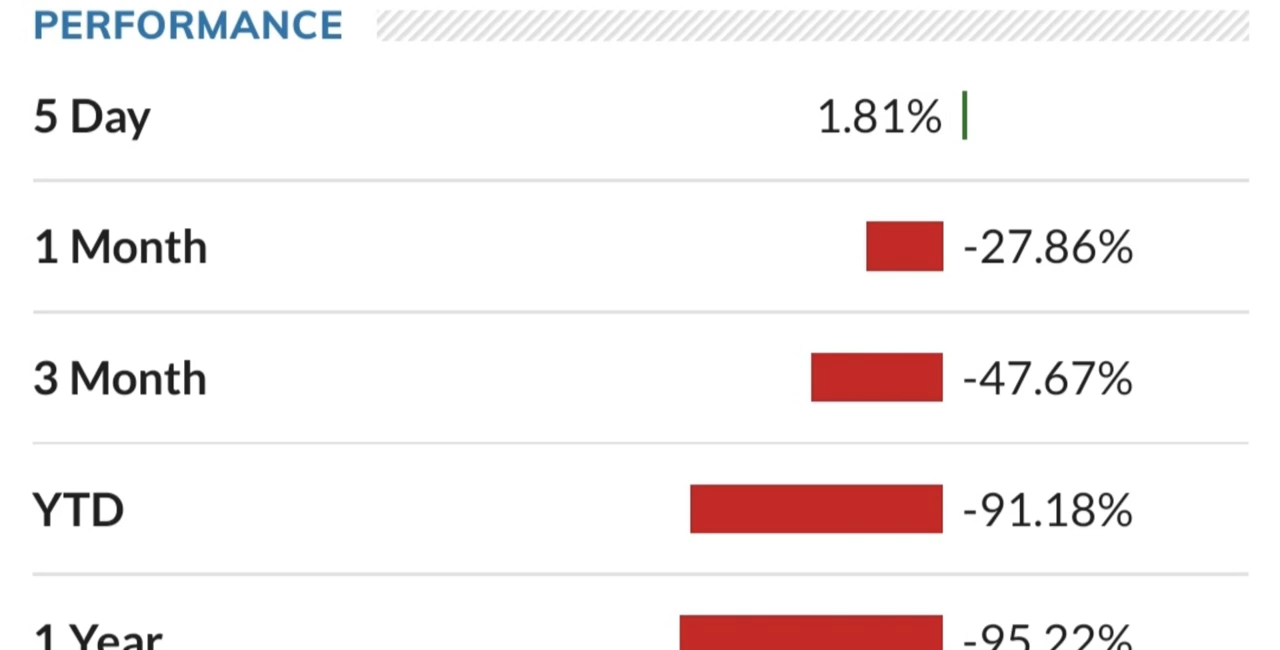 PERFORMANCE
5 Day 1.81%
1 Month -27.86%
3 Month -47.67%
YTD -91.18%
1 Year -95.22%